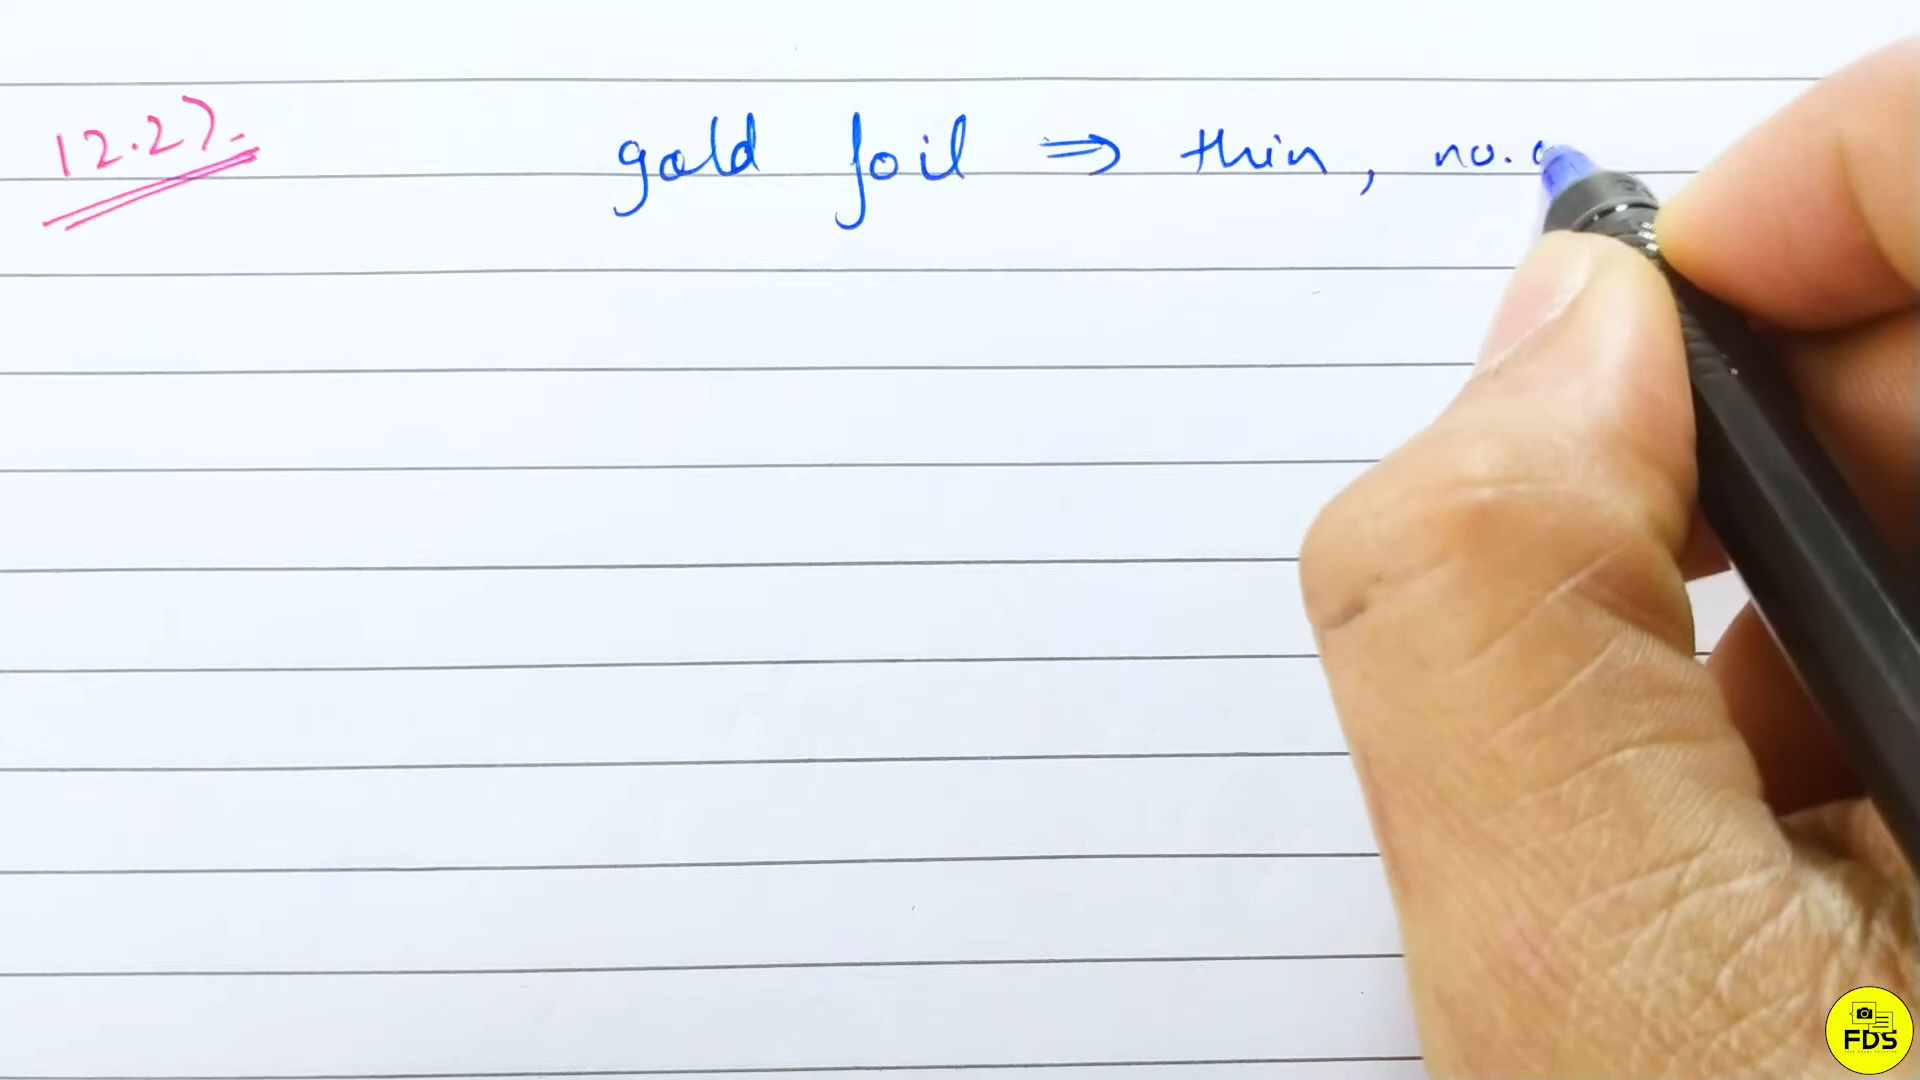 12.27.
gold foil ⇒ thin, no.
FDS